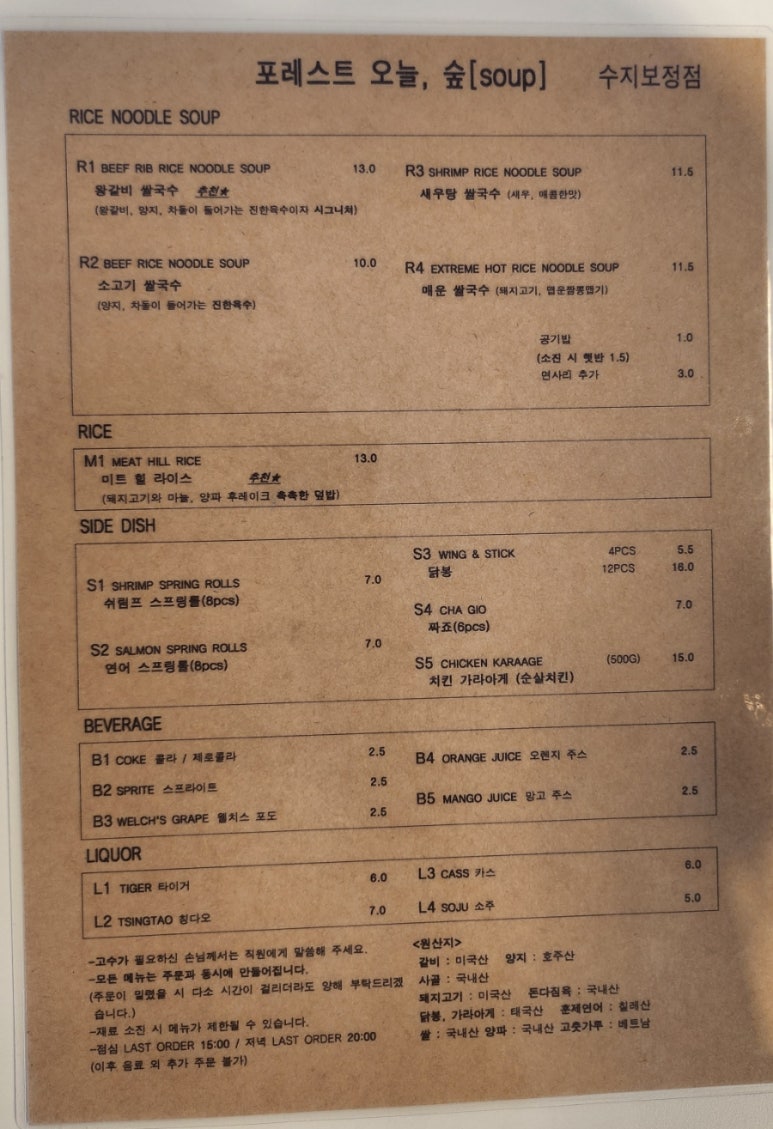 포레스트 오늘, 숲[soup] 수지보정점
RICE NOODLE SOUP
R1 BEEF RIB RICE NOODLE SOUP 13.0
왕갈비 쌀국수 추천★
(왕갈비, 양지, 차돌이 들어가는 진한육수이자 시그니처)
R2 BEEF RICE NOODLE SOUP 10.0
소고기 쌀국수
(양지, 차돌이 들어가는 진한육수)
R3 SHRIMP RICE NOODLE SOUP 11.5
새우탕 쌀국수 (새우, 매콤한맛)
R4 EXTREME HOT RICE NOODLE SOUP 11.5
매운 쌀국수 (돼지고기, 맵운짬뽕맵기)
공기밥 1.0
(소진 시 햇반 1.5)
면사리 추가 3.0
RICE
M1 MEAT HILL RICE 13.0
미트 힐 라이스 추천★
(돼지고기와 마늘, 양파 후레이크 촉촉한 덮밥)
SIDE DISH
S1 SHRIMP SPRING ROLLS 7.0
쉬림프 스프링롤(8pcs)
S2 SALMON SPRING ROLLS 7.0
연어 스프링롤(8pcs)
S3 WING & STICK 4PCS 5.5
닭봉 12PCS 16.0
S4 CHA GIO 7.0
짜죠(6pcs)
S5 CHICKEN KARAAGE (500G) 15.0
치킨 가라아게 (순살치킨)
BEVERAGE
B1 COKE 콜라 / 제로콜라 2.5
B2 SPRITE 스프라이트 2.5
B3 WELCH'S GRAPE 웰치스 포도 2.5
B4 ORANGE JUICE 오렌지 주스 2.5
B5 MANGO JUICE 망고 주스 2.5
LIQUOR
L1 TIGER 타이거 6.0
L2 TSINGTAO 칭다오 7.0
L3 CASS 카스 6.0
L4 SOJU 소주 5.0
-고수가 필요하신 손님께서는 직원에게 말씀해 주세요.
-모든 메뉴는 주문과 동시에 만들어집니다.
(주문이 밀렸을 시 다소 시간이 걸리더라도 양해 부탁드리겠
습니다.)
-재료 소진 시 메뉴가 제한될 수 있습니다.
-점심 LAST ORDER 15:00 / 저녁 LAST ORDER 20:00
(이후 음료 외 추가 주문 불가)
<원산지>
갈비 : 미국산 양지 : 호주산
사골 : 국내산
돼지고기 : 미국산 돈다짐육 : 국내산
닭봉, 가라아게 : 태국산 훈제연어 : 칠레산
쌀 : 국내산 양파 : 국내산 고춧가루 : 베트남